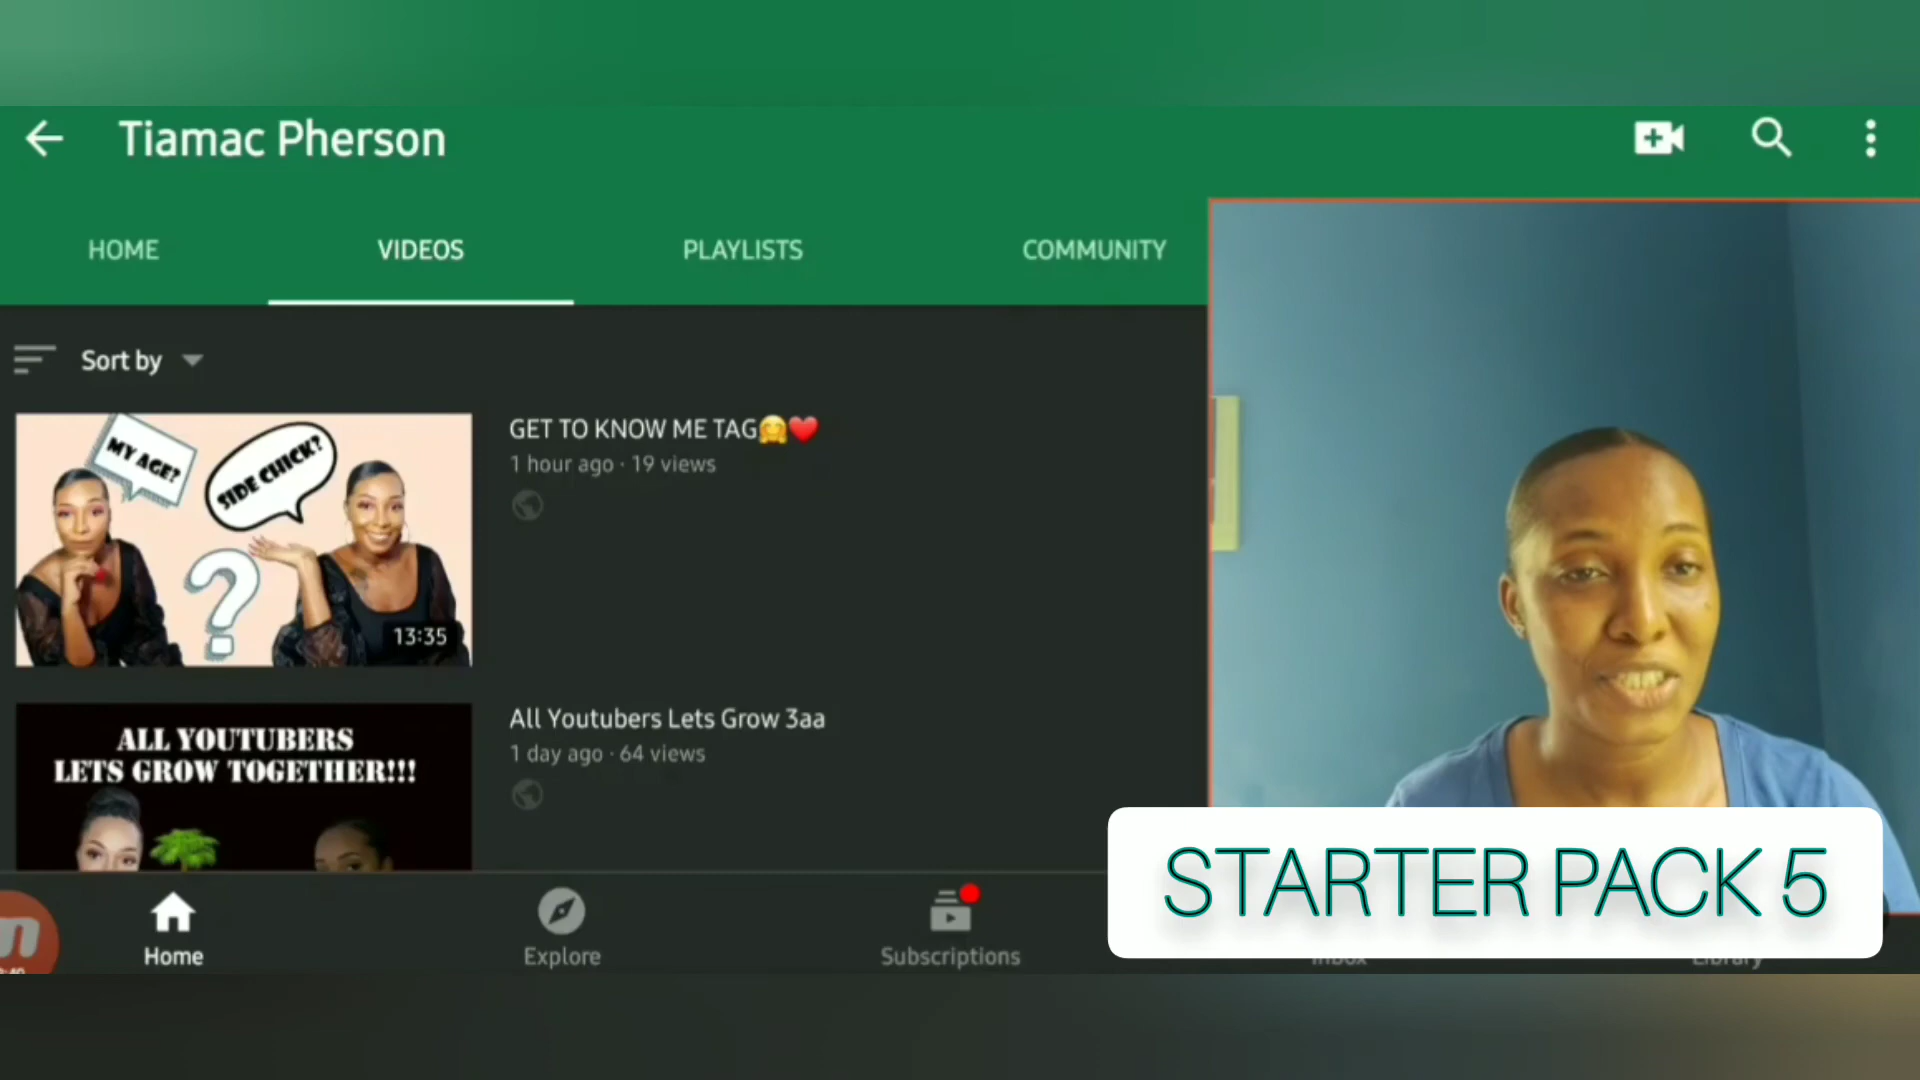 Tiamac Pherson
HOME
VIDEOS
PLAYLISTS
COMMUNITY
Sort by
MY AGE?
SIDE CHICK?
?
13:35
GET TO KNOW ME TAG🤗❤️
1 hour ago · 19 views
ALL YOUTUBERS
LETS GROW TOGETHER!!!
All Youtubers Lets Grow 3aa
1 day ago · 64 views
STARTER PACK 5
Home
Explore
Subscriptions
Inbox
Library